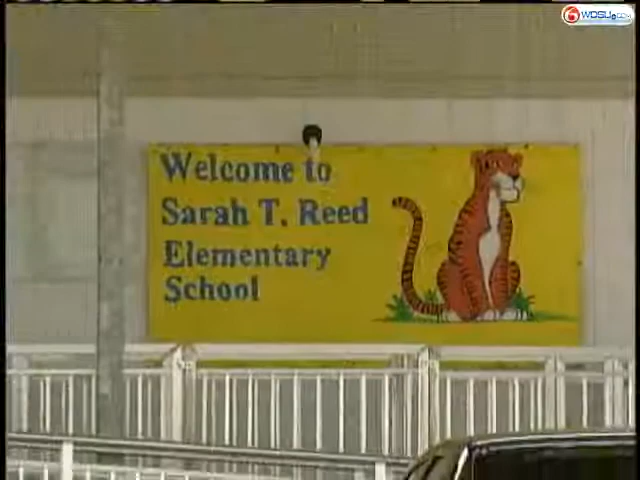 6 WDSU.COM
Welcome to
Sarah T. Reed
Elementary
School